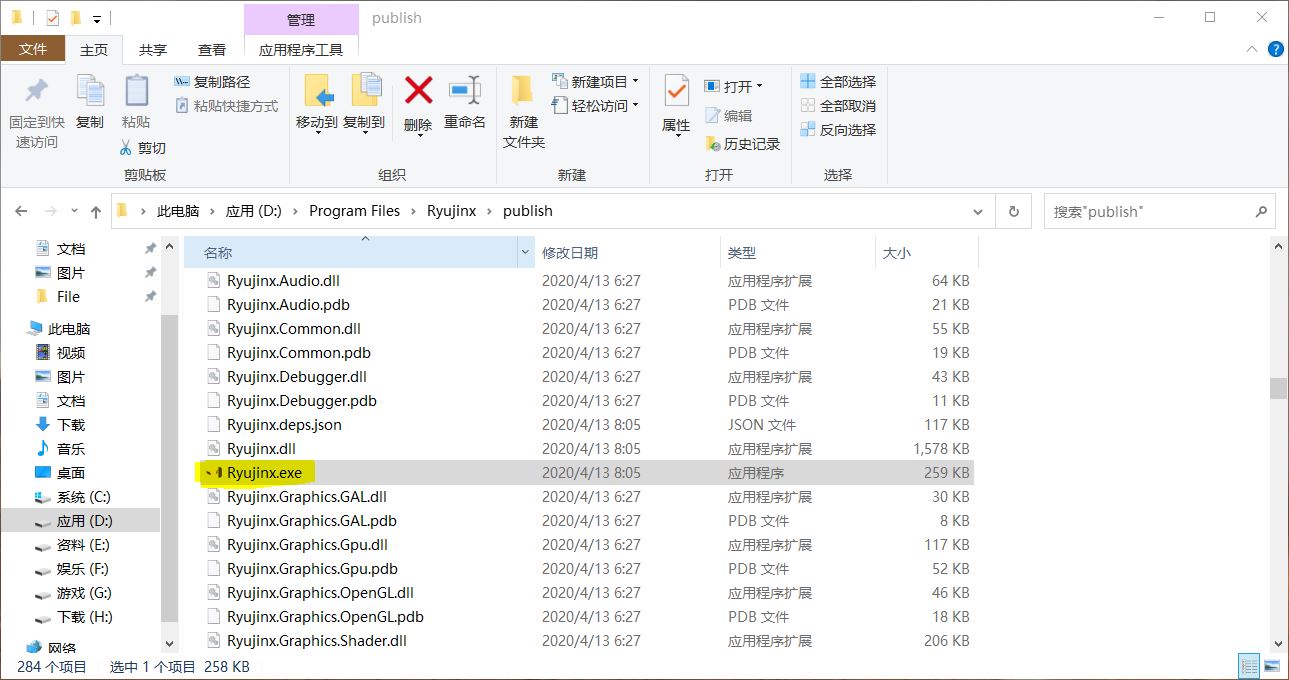 管理
publish
文件
主页
共享
查看
应用程序工具
固定到快
速访问
复制
粘贴
复制路径
粘贴快捷方式
剪切
剪贴板
移动到
复制到
删除
重命名
组织
新建
文件夹
新建项目
轻松访问
新建
属性
打开
编辑
历史记录
打开
全部选择
全部取消
反向选择
选择
此电脑 › 应用 (D:) › Program Files › Ryujinx › publish
搜索"publish"
文档
图片
File
此电脑
视频
图片
文档
下载
音乐
桌面
系统 (C:)
应用 (D:)
资料 (E:)
娱乐 (F:)
游戏 (G:)
下载 (H:)
网络
名称 修改日期 类型 大小
Ryujinx.Audio.dll 2020/4/13 6:27 应用程序扩展 64 KB
Ryujinx.Audio.pdb 2020/4/13 6:27 PDB 文件 21 KB
Ryujinx.Common.dll 2020/4/13 6:27 应用程序扩展 55 KB
Ryujinx.Common.pdb 2020/4/13 6:27 PDB 文件 19 KB
Ryujinx.Debugger.dll 2020/4/13 6:27 应用程序扩展 43 KB
Ryujinx.Debugger.pdb 2020/4/13 6:27 PDB 文件 11 KB
Ryujinx.deps.json 2020/4/13 8:05 JSON 文件 117 KB
Ryujinx.dll 2020/4/13 8:05 应用程序扩展 1,578 KB
Ryujinx.exe 2020/4/13 8:05 应用程序 259 KB
Ryujinx.Graphics.GAL.dll 2020/4/13 6:27 应用程序扩展 30 KB
Ryujinx.Graphics.GAL.pdb 2020/4/13 6:27 PDB 文件 8 KB
Ryujinx.Graphics.Gpu.dll 2020/4/13 6:27 应用程序扩展 117 KB
Ryujinx.Graphics.Gpu.pdb 2020/4/13 6:27 PDB 文件 52 KB
Ryujinx.Graphics.OpenGL.dll 2020/4/13 6:27 应用程序扩展 46 KB
Ryujinx.Graphics.OpenGL.pdb 2020/4/13 6:27 PDB 文件 18 KB
Ryujinx.Graphics.Shader.dll 2020/4/13 6:27 应用程序扩展 206 KB
284 个项目 选中 1 个项目 258 KB